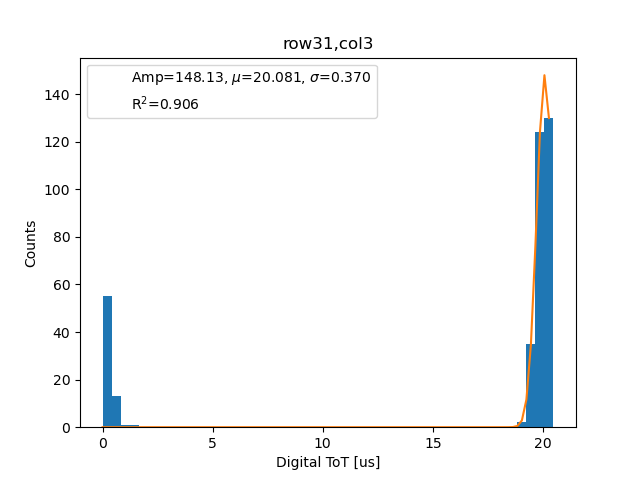 row31,col3
Amp=148.13, μ=20.081, σ=0.370
R²=0.906
Counts
140
120
100
80
60
40
20
0
0 5 10 15 20
Digital ToT [us]